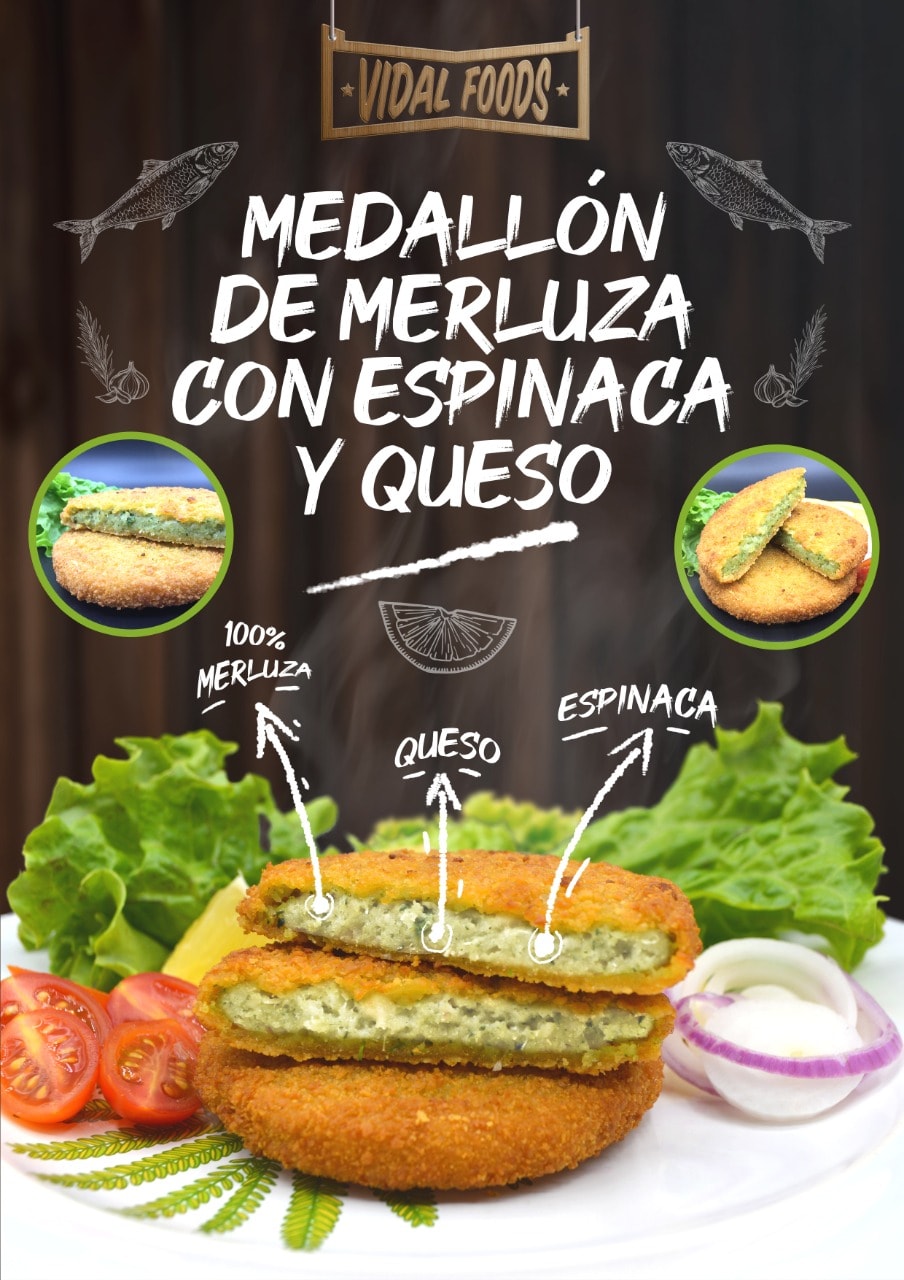 VIDAL FOODS
MEDALLÓN
DE MERLUZA
CON ESPINACA
Y QUESO
100%
MERLUZA
QUESO
ESPINACA